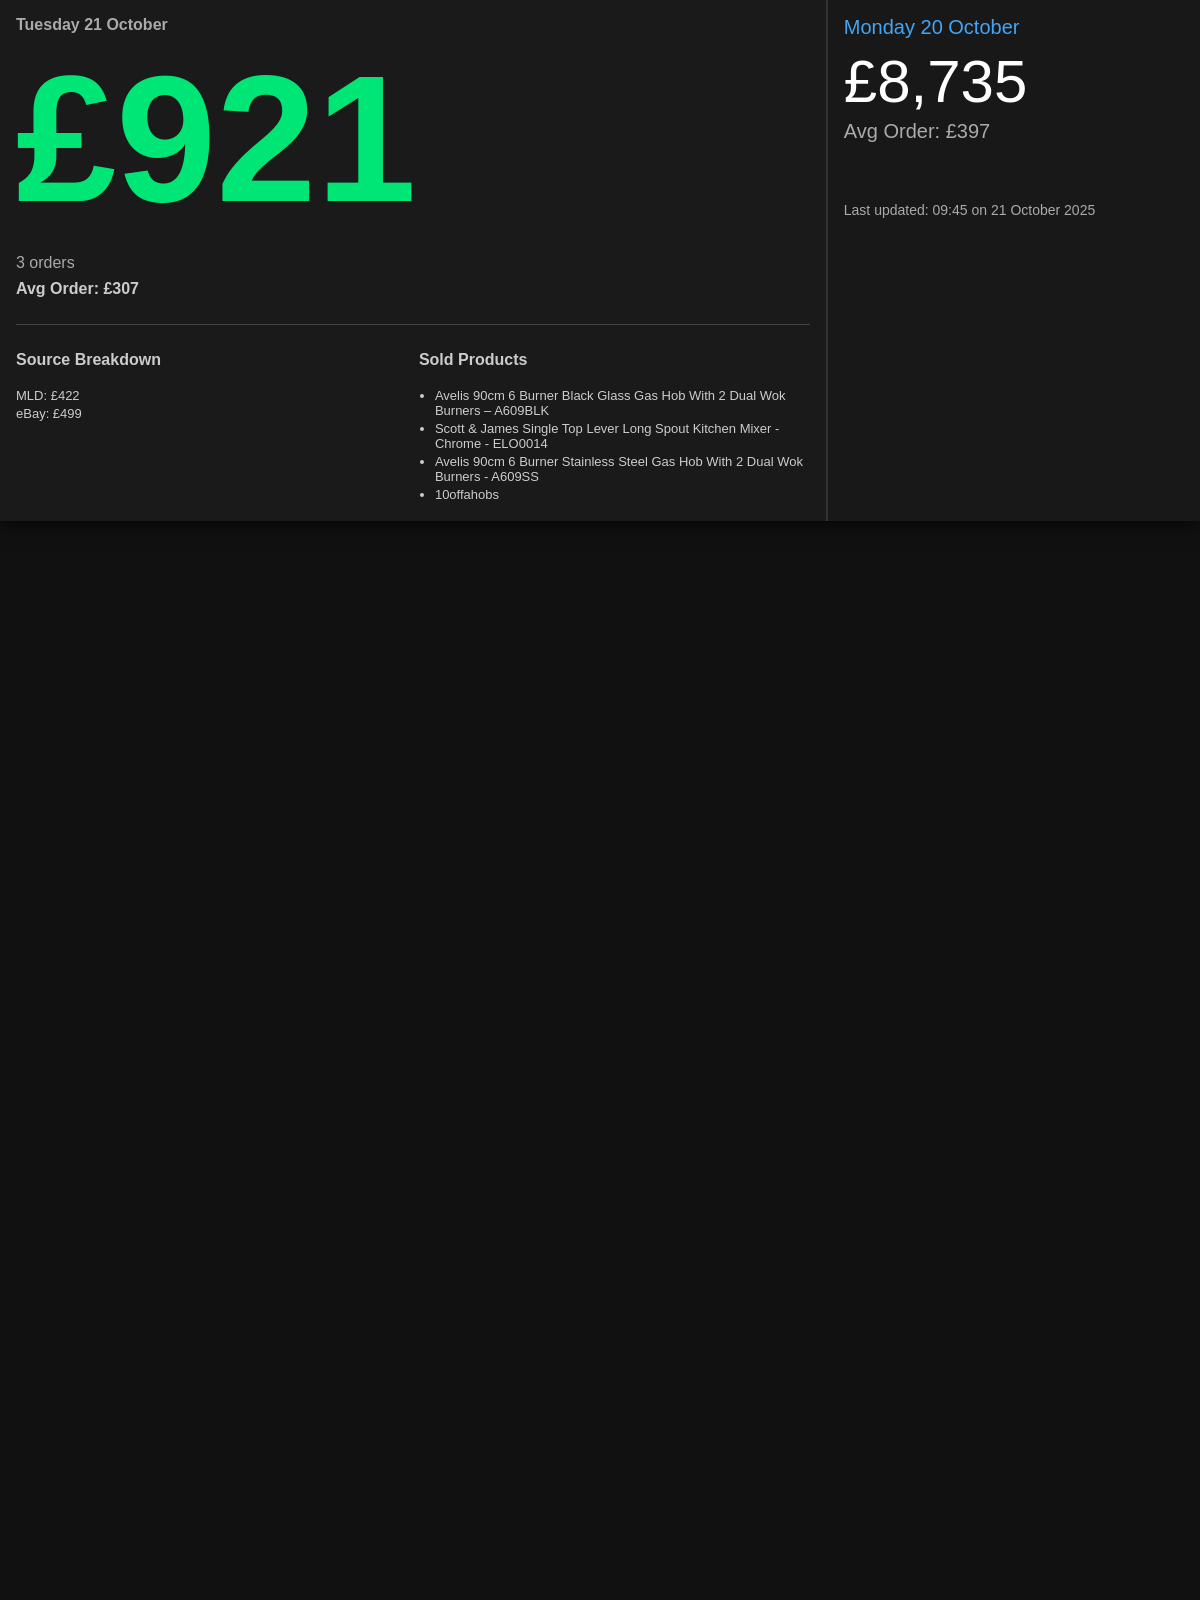 Tuesday 21 October
£921
3 orders
Avg Order: £307
Source Breakdown
MLD: £422
eBay: £499
Sold Products
Avelis 90cm 6 Burner Black Glass Gas Hob With 2 Dual Wok
Burners – A609BLK
Scott & James Single Top Lever Long Spout Kitchen Mixer -
Chrome - ELO0014
Avelis 90cm 6 Burner Stainless Steel Gas Hob With 2 Dual Wok
Burners - A609SS
10offahobs
Monday 20 October
£8,735
Avg Order: £397
Last updated: 09:45 on 21 October 2025